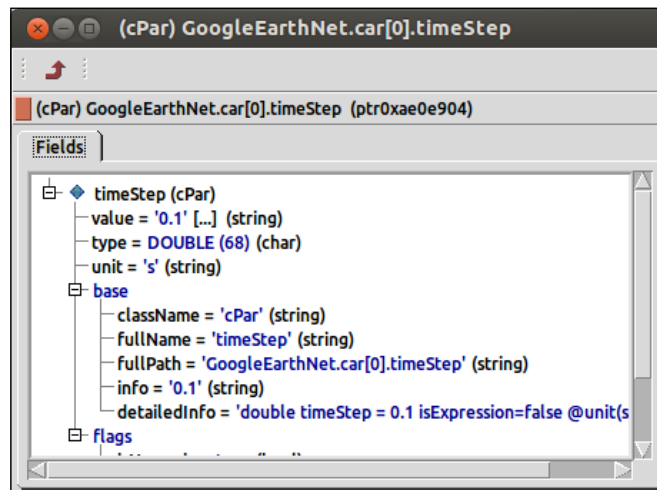 (cPar) GoogleEarthNet.car[0].timeStep
(cPar) GoogleEarthNet.car[0].timeStep (ptr0xae0e904)
Fields
timeStep (cPar)
value = '0.1' [...] (string)
type = DOUBLE (68) (char)
unit = 's' (string)
base
className = 'cPar' (string)
fullName = 'timeStep' (string)
fullPath = 'GoogleEarthNet.car[0].timeStep' (string)
info = '0.1' (string)
detailedInfo = 'double timeStep = 0.1 isExpression=false @unit(s
flags